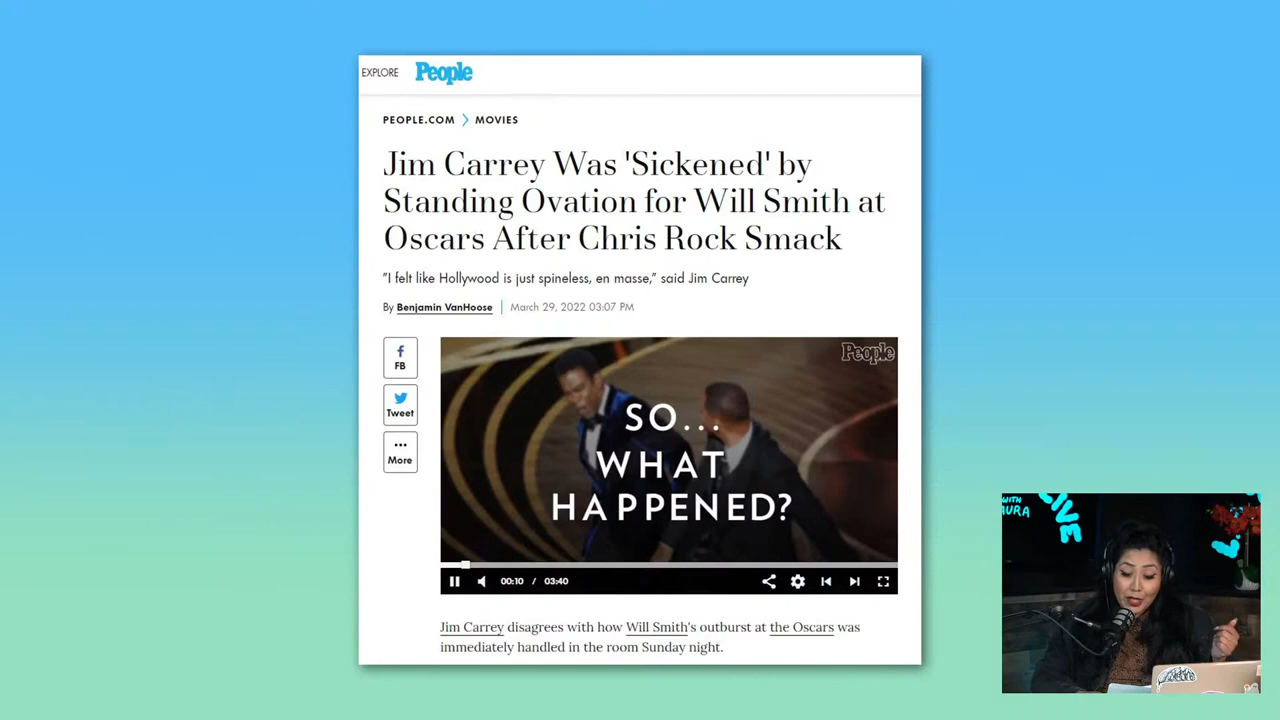 EXPLORE People
PEOPLE.COM > MOVIES
Jim Carrey Was 'Sickened' by
Standing Ovation for Will Smith at
Oscars After Chris Rock Smack
"I felt like Hollywood is just spineless, en masse," said Jim Carrey
By Benjamin VanHoose | March 29, 2022 03:07 PM
FB
Tweet
More
People
SO...
WHAT
HAPPENED?
00:10 / 03:40
Jim Carrey disagrees with how Will Smith's outburst at the Oscars was
immediately handled in the room Sunday night.
WITH
AURA
LIVE